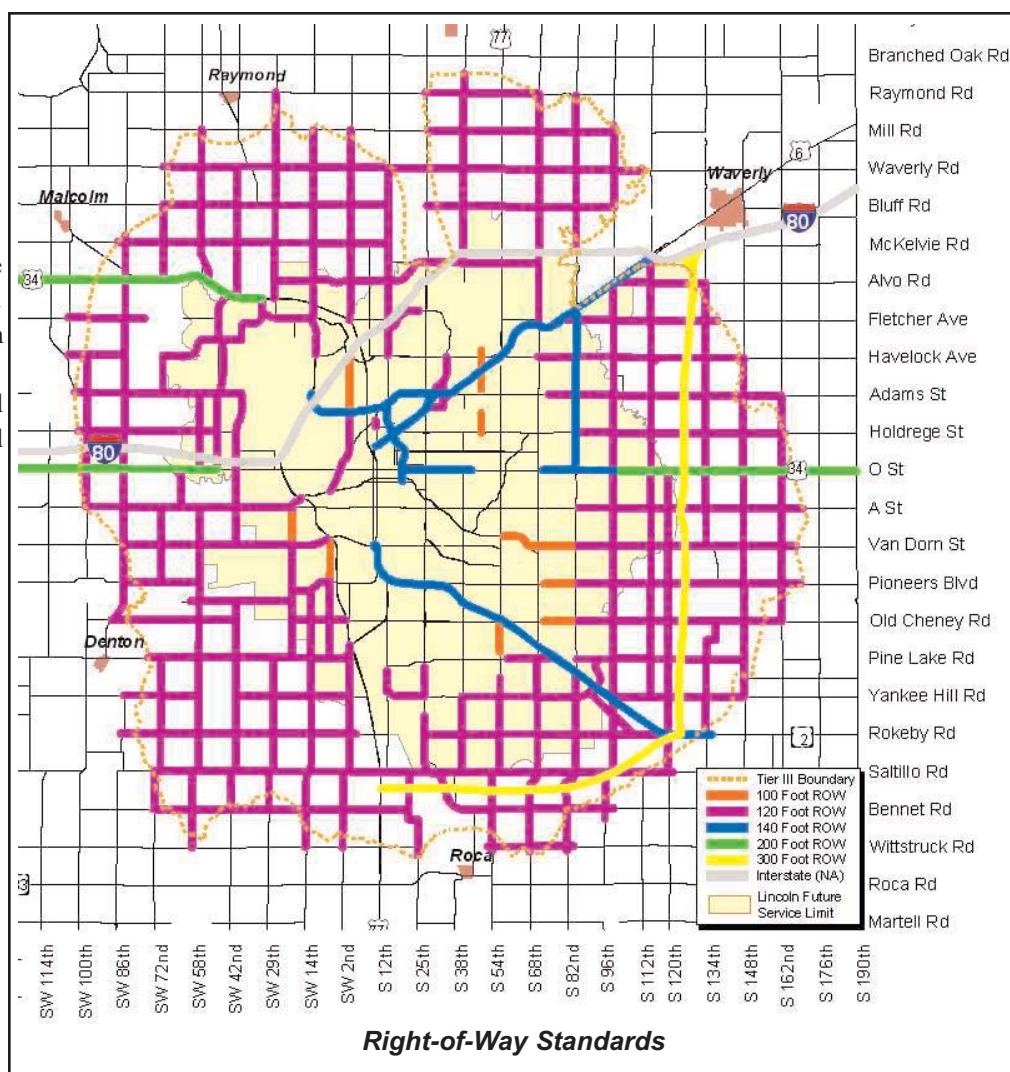 77
Branched Oak Rd
Raymond
Raymond Rd
Mill Rd
6
Waverly Rd
Waverly
Malcolm
Bluff Rd
80
McKelvie Rd
34
Alvo Rd
Fletcher Ave
Havelock Ave
Adams St
Holdrege St
80
O St
34
A St
Van Dorn St
Pioneers Blvd
Old Cheney Rd
Denton
Pine Lake Rd
Yankee Hill Rd
Rokeby Rd
2
Saltillo Rd
Tier III Boundary
100 Foot ROW
120 Foot ROW
140 Foot ROW
200 Foot ROW
300 Foot ROW
Interstate (NA)
Lincoln Future
Service Limit
Bennet Rd
Wittstruck Rd
Roca
Roca Rd
Martell Rd
77
SW 114th
SW 100th
SW 86th
SW 72nd
SW 58th
SW 42nd
SW 29th
SW 14th
SW 2nd
S 12th
S 25th
S 38th
S 54th
S 68th
S 82nd
S 96th
S 112th
S 120th
S 134th
S 148th
S 162nd
S 176th
S 190th
Right-of-Way Standards